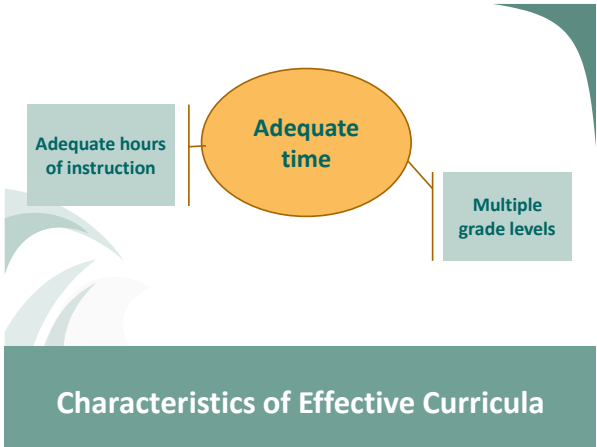 Adequate
time
Adequate hours
of instruction
Multiple
grade levels
Characteristics of Effective Curricula